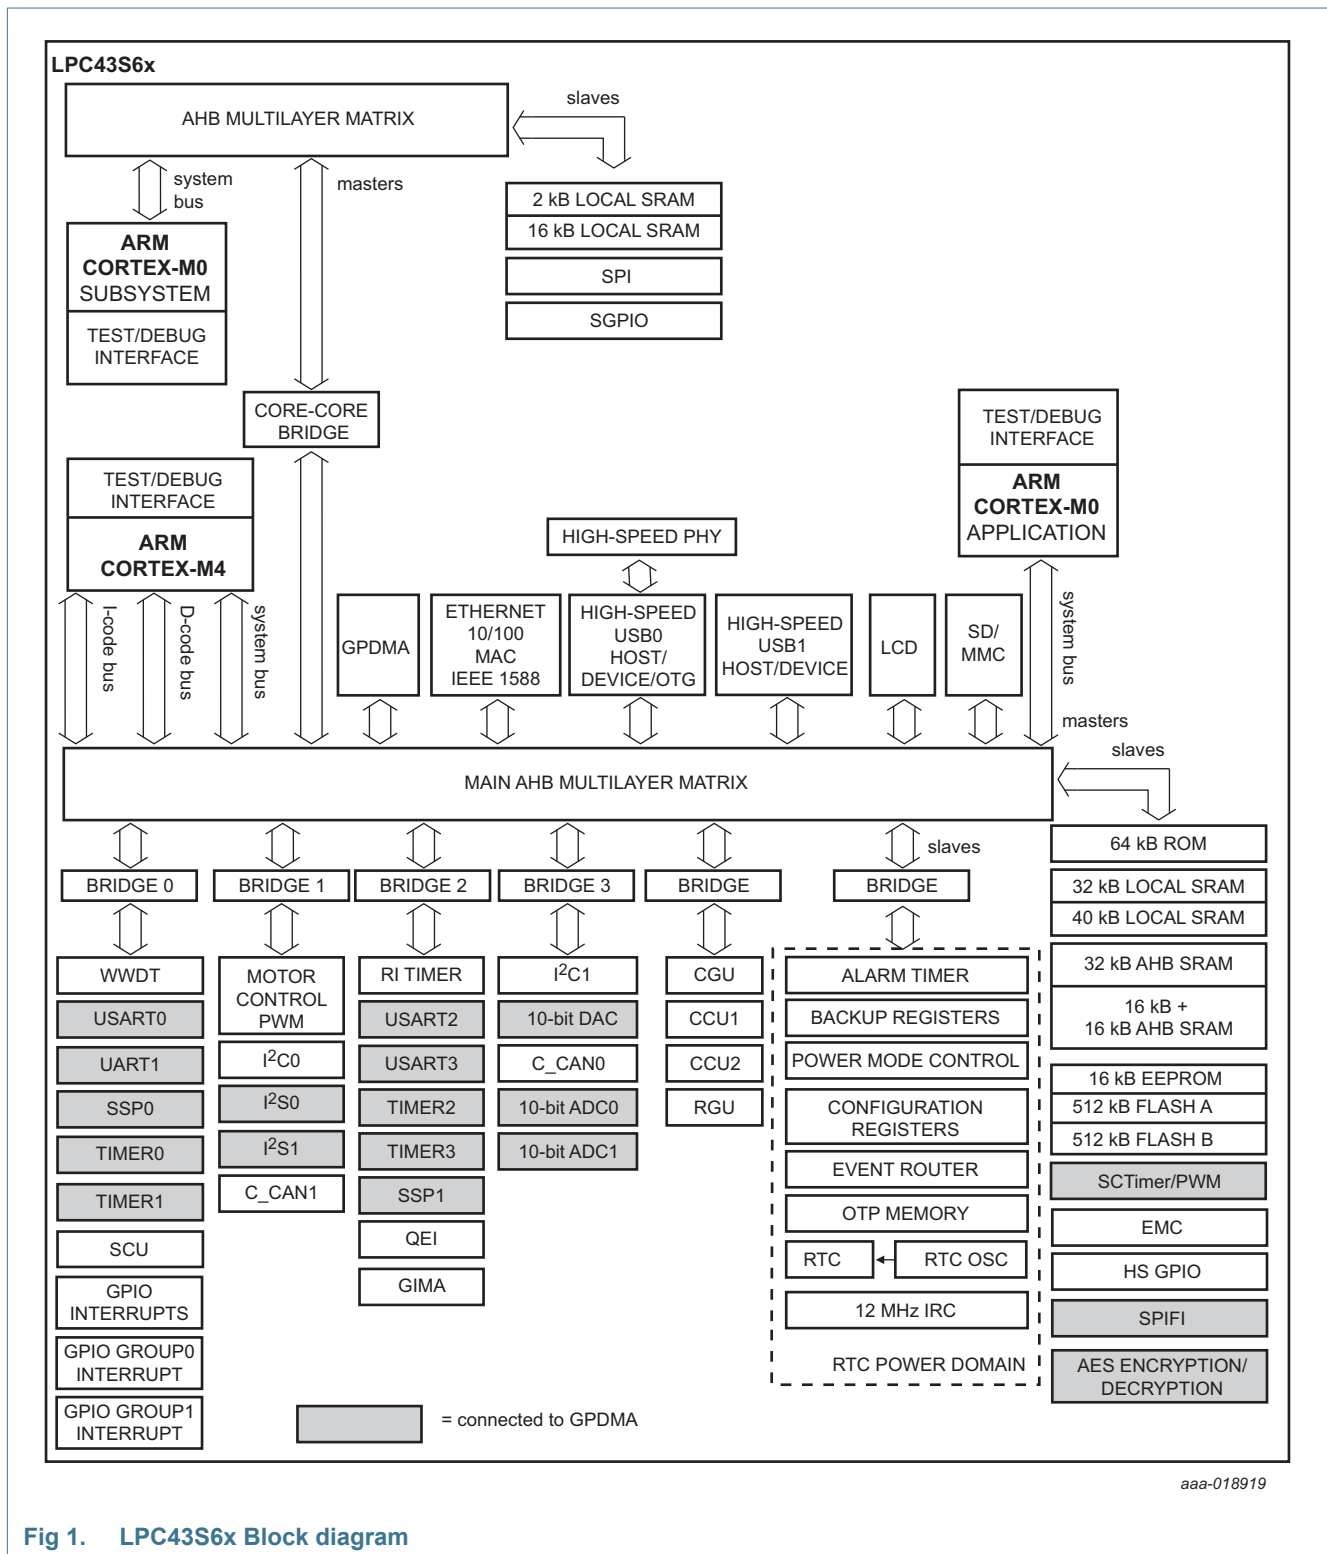 LPC43S6x
AHB MULTILAYER MATRIX
slaves
system
bus
masters
2 kB LOCAL SRAM
16 kB LOCAL SRAM
SPI
SGPIO
ARM
CORTEX-M0
SUBSYSTEM
TEST/DEBUG
INTERFACE
CORE-CORE
BRIDGE
TEST/DEBUG
INTERFACE
ARM
CORTEX-M4
TEST/DEBUG
INTERFACE
ARM
CORTEX-M0
APPLICATION
HIGH-SPEED PHY
I-code bus
D-code bus
system bus
GPDMA
ETHERNET
10/100
MAC
IEEE 1588
HIGH-SPEED
USB0
HOST/
DEVICE/OTG
HIGH-SPEED
USB1
HOST/DEVICE
LCD
SD/
MMC
system bus
masters
slaves
MAIN AHB MULTILAYER MATRIX
slaves
BRIDGE 0
BRIDGE 1
BRIDGE 2
BRIDGE 3
BRIDGE
BRIDGE
WWDT
USART0
UART1
SSP0
TIMER0
TIMER1
SCU
GPIO
INTERRUPTS
GPIO GROUP0
INTERRUPT
GPIO GROUP1
INTERRUPT
MOTOR
CONTROL
PWM
I2C0
I2S0
I2S1
C_CAN1
RI TIMER
USART2
USART3
TIMER2
TIMER3
SSP1
QEI
GIMA
I2C1
10-bit DAC
C_CAN0
10-bit ADC0
10-bit ADC1
CGU
CCU1
CCU2
RGU
ALARM TIMER
BACKUP REGISTERS
POWER MODE CONTROL
CONFIGURATION
REGISTERS
EVENT ROUTER
OTP MEMORY
RTC
RTC OSC
12 MHz IRC
RTC POWER DOMAIN
64 kB ROM
32 kB LOCAL SRAM
40 kB LOCAL SRAM
32 kB AHB SRAM
16 kB +
16 kB AHB SRAM
16 kB EEPROM
512 kB FLASH A
512 kB FLASH B
SCTimer/PWM
EMC
HS GPIO
SPIFI
AES ENCRYPTION/
DECRYPTION
= connected to GPDMA
aaa-018919
Fig 1. LPC43S6x Block diagram